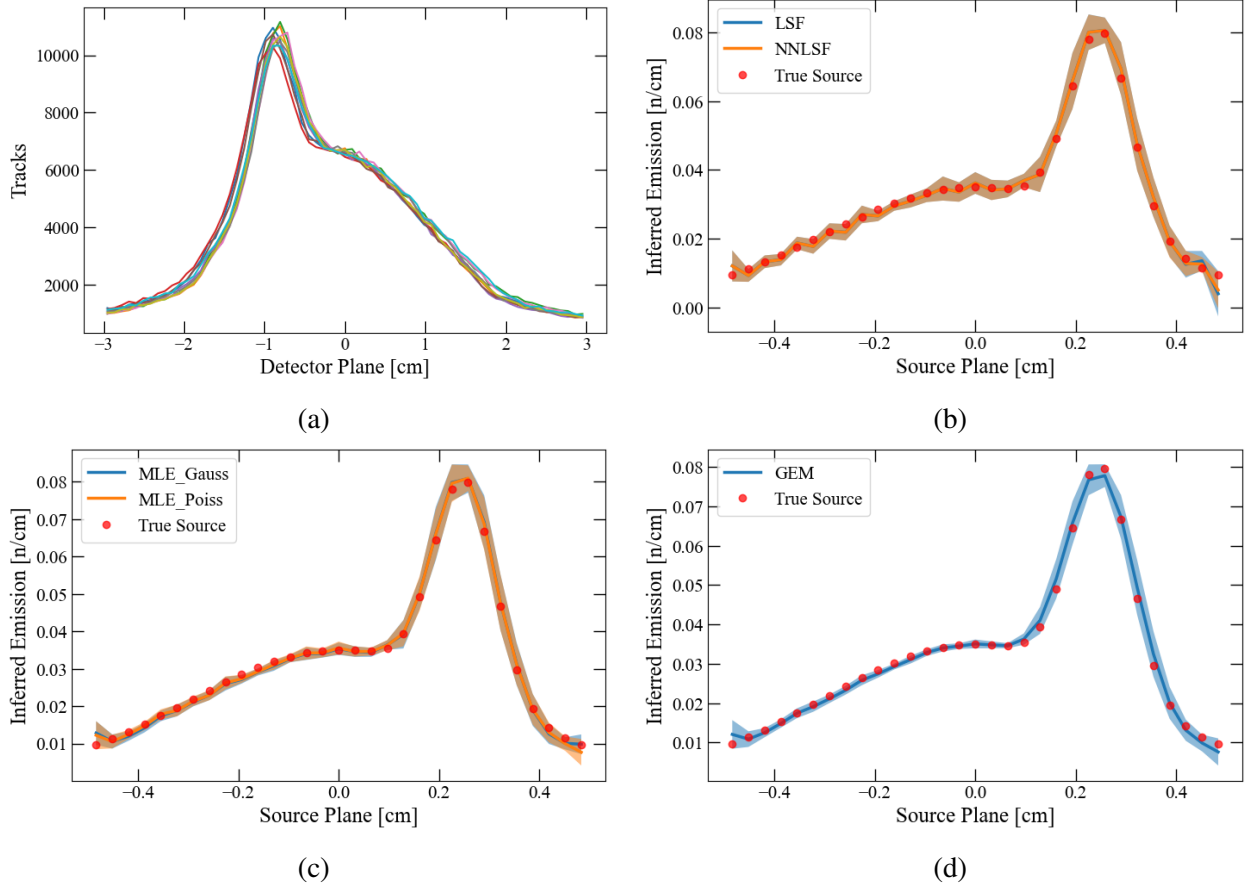 10000
8000
6000
4000
2000
Tracks
−3 −2 −1 0 1 2 3
Detector Plane [cm]
(a)
LSF
NNLSF
True Source
0.08
0.06
0.04
0.02
0.00
Inferred Emission [n/cm]
−0.4 −0.2 0.0 0.2 0.4
Source Plane [cm]
(b)
MLE_Gauss
MLE_Poiss
True Source
0.08
0.07
0.06
0.05
0.04
0.03
0.02
0.01
Inferred Emission [n/cm]
−0.4 −0.2 0.0 0.2 0.4
Source Plane [cm]
(c)
GEM
True Source
0.08
0.07
0.06
0.05
0.04
0.03
0.02
0.01
Inferred Emission [n/cm]
−0.4 −0.2 0.0 0.2 0.4
Source Plane [cm]
(d)